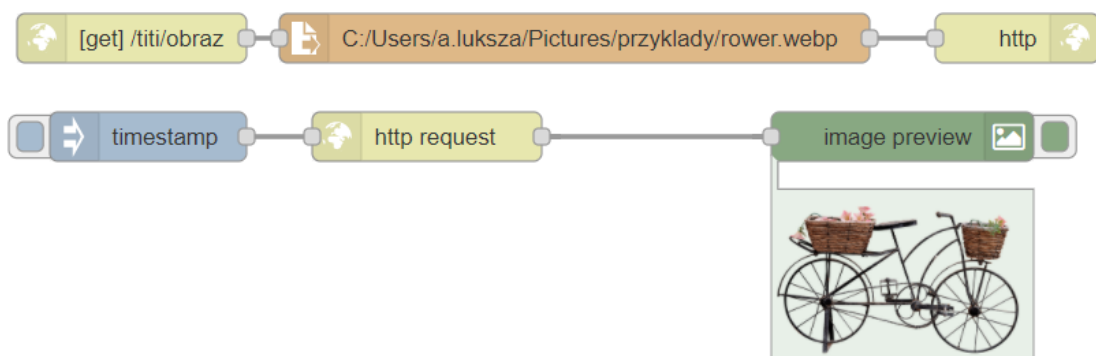 [get] /titi/obraz
C:/Users/a.luksza/Pictures/przyklady/rower.webp
http
timestamp
http request
image preview